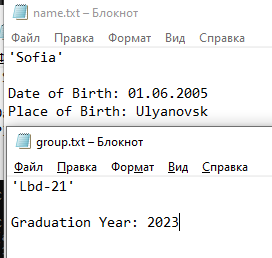 name.txt – Блокнот
Файл Правка Формат Вид Справка
'Sofia'
Date of Birth: 01.06.2005
Place of Birth: Ulyanovsk
group.txt – Блокнот
Файл Правка Формат Вид Справка
'Lbd-21'
Graduation Year: 2023